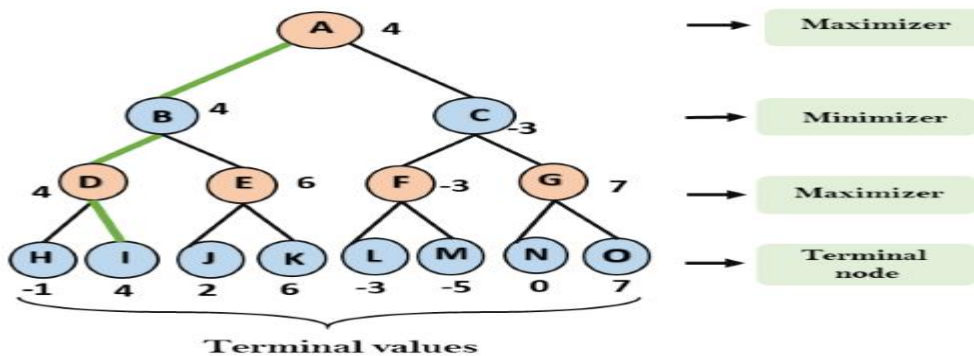 A 4
Maximizer
B 4
C -3
Minimizer
4 D
E 6
F -3
G 7
Maximizer
H I J K L M N O
Terminal
node
-1 4 2 6 -3 -5 0 7
Terminal values